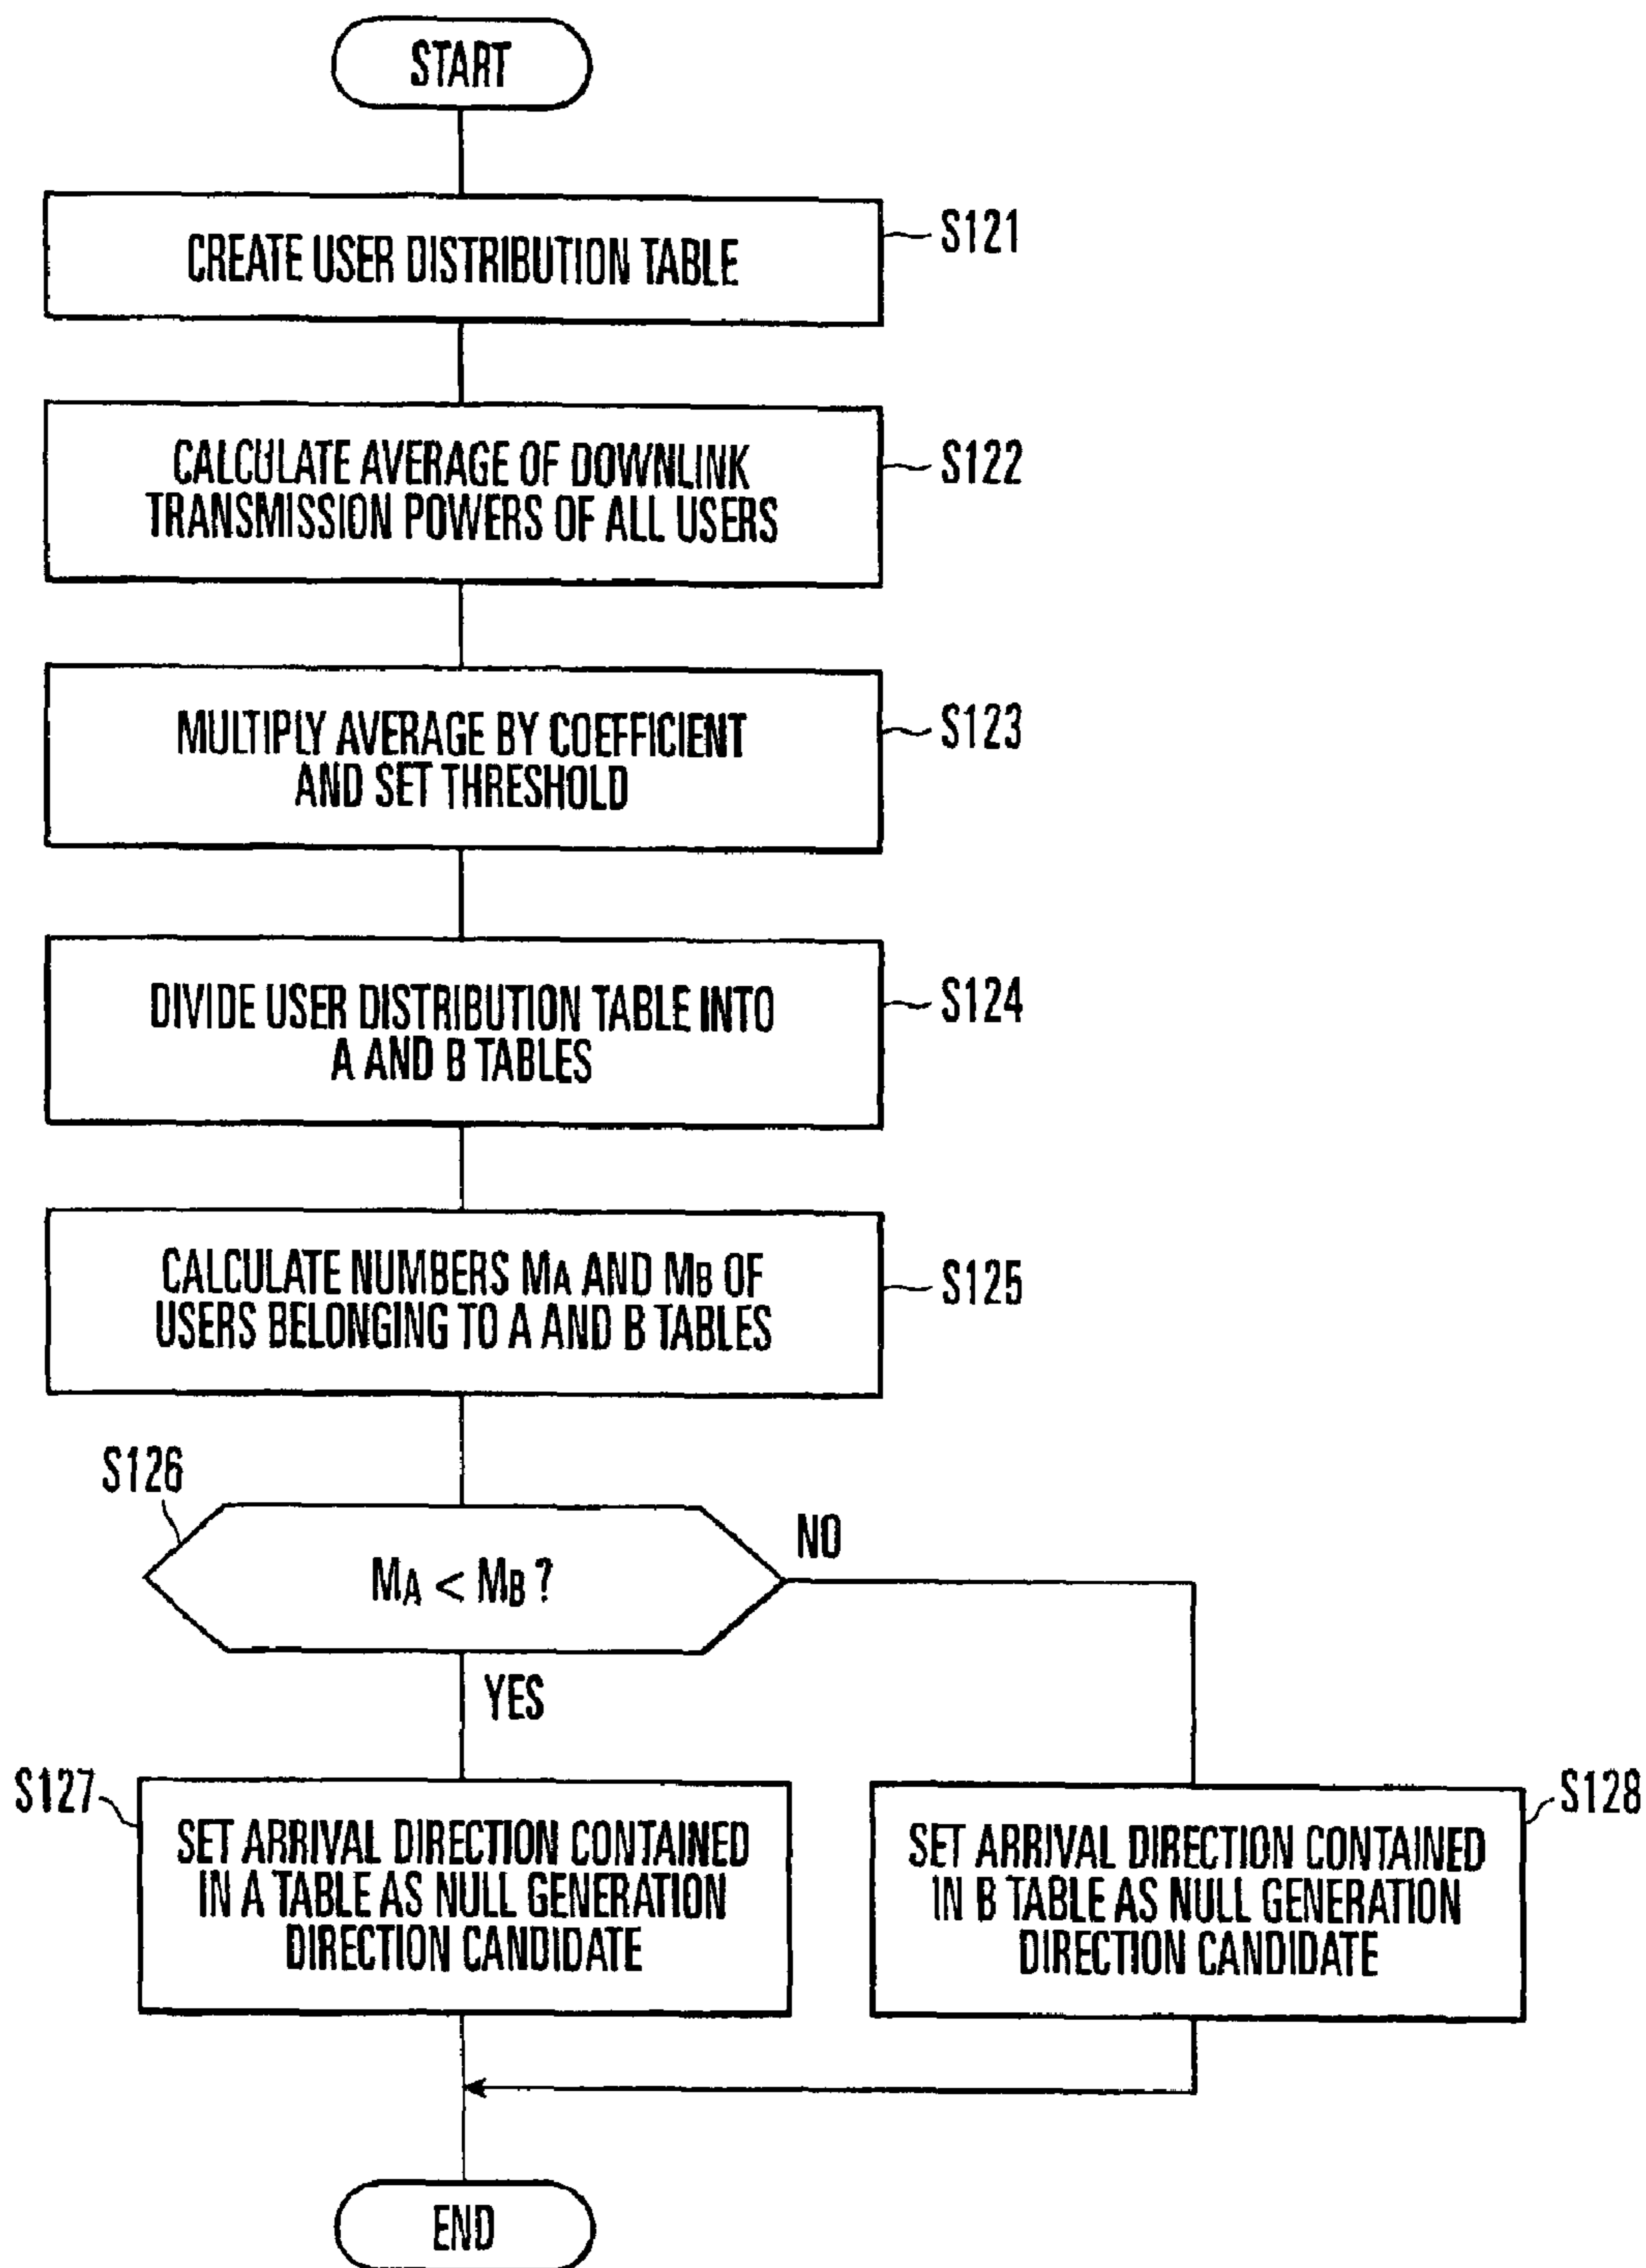 START
CREATE USER DISTRIBUTION TABLE
S121
CALCULATE AVERAGE OF DOWNLINK
TRANSMISSION POWERS OF ALL USERS
S122
MULTIPLY AVERAGE BY COEFFICIENT
AND SET THRESHOLD
S123
DIVIDE USER DISTRIBUTION TABLE INTO
A AND B TABLES
S124
CALCULATE NUMBERS MA AND MB OF
USERS BELONGING TO A AND B TABLES
S125
S126
MA < MB ?
NO
YES
S127
SET ARRIVAL DIRECTION CONTAINED
IN A TABLE AS NULL GENERATION
DIRECTION CANDIDATE
S128
SET ARRIVAL DIRECTION CONTAINED
IN B TABLE AS NULL GENERATION
DIRECTION CANDIDATE
END